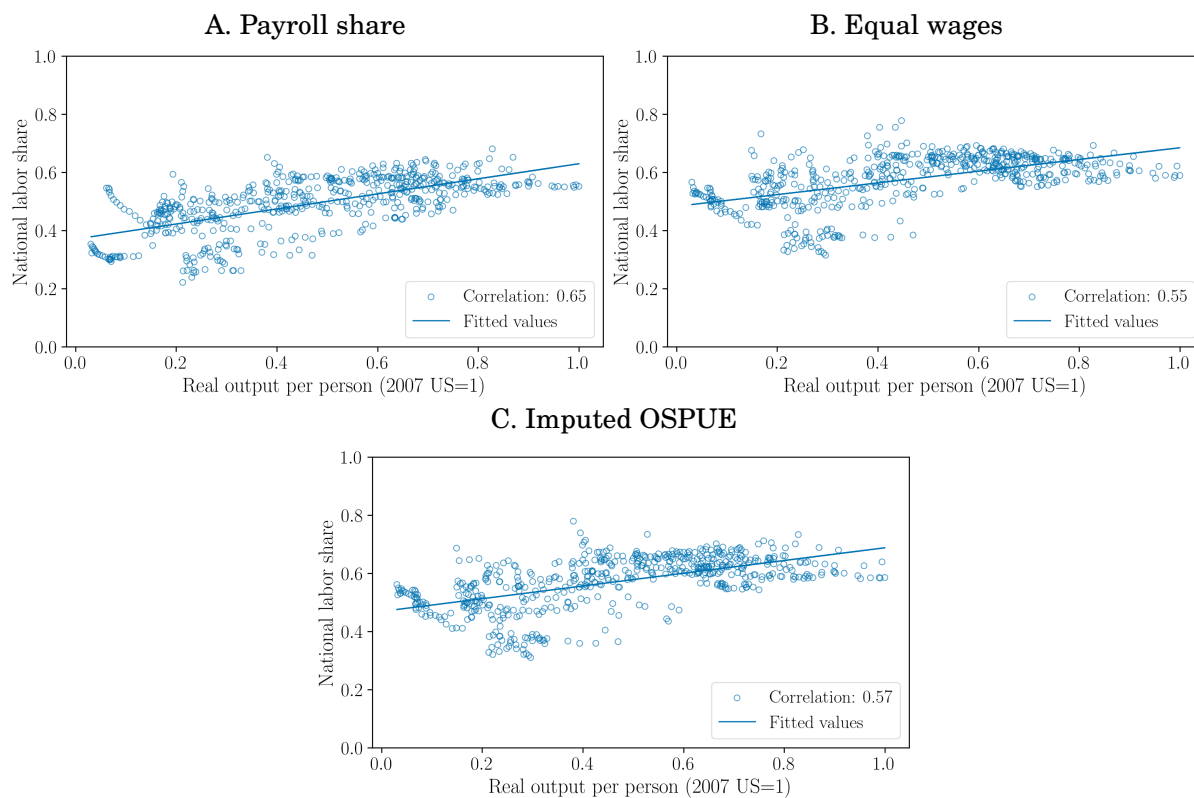 A. Payroll share
1.0
0.8
0.6
0.4
0.2
0.0
National labor share
0.0 0.2 0.4 0.6 0.8 1.0
Real output per person (2007 US=1)
Correlation: 0.65
Fitted values
B. Equal wages
1.0
0.8
0.6
0.4
0.2
0.0
National labor share
0.0 0.2 0.4 0.6 0.8 1.0
Real output per person (2007 US=1)
Correlation: 0.55
Fitted values
C. Imputed OSPUE
1.0
0.8
0.6
0.4
0.2
0.0
National labor share
0.0 0.2 0.4 0.6 0.8 1.0
Real output per person (2007 US=1)
Correlation: 0.57
Fitted values